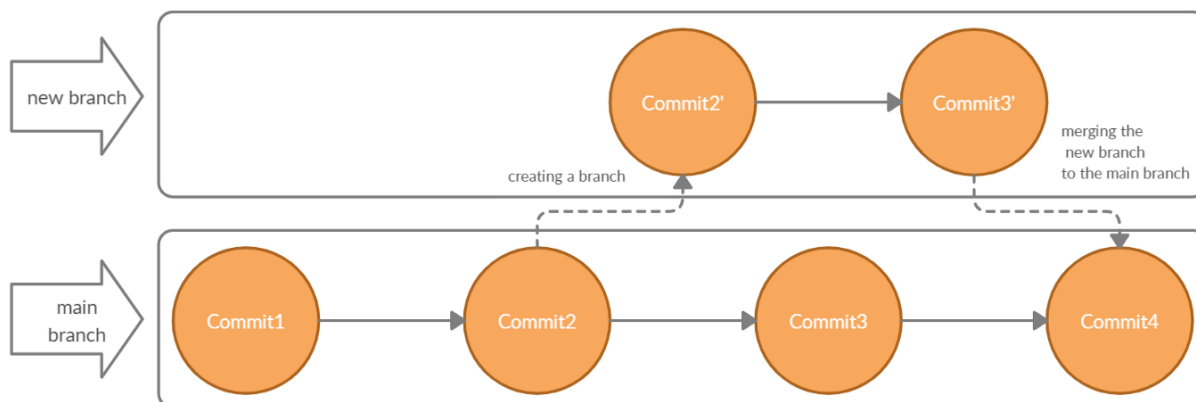 new branch
Commit2'
Commit3'
creating a branch
merging the
new branch
to the main branch
main
branch
Commit1
Commit2
Commit3
Commit4